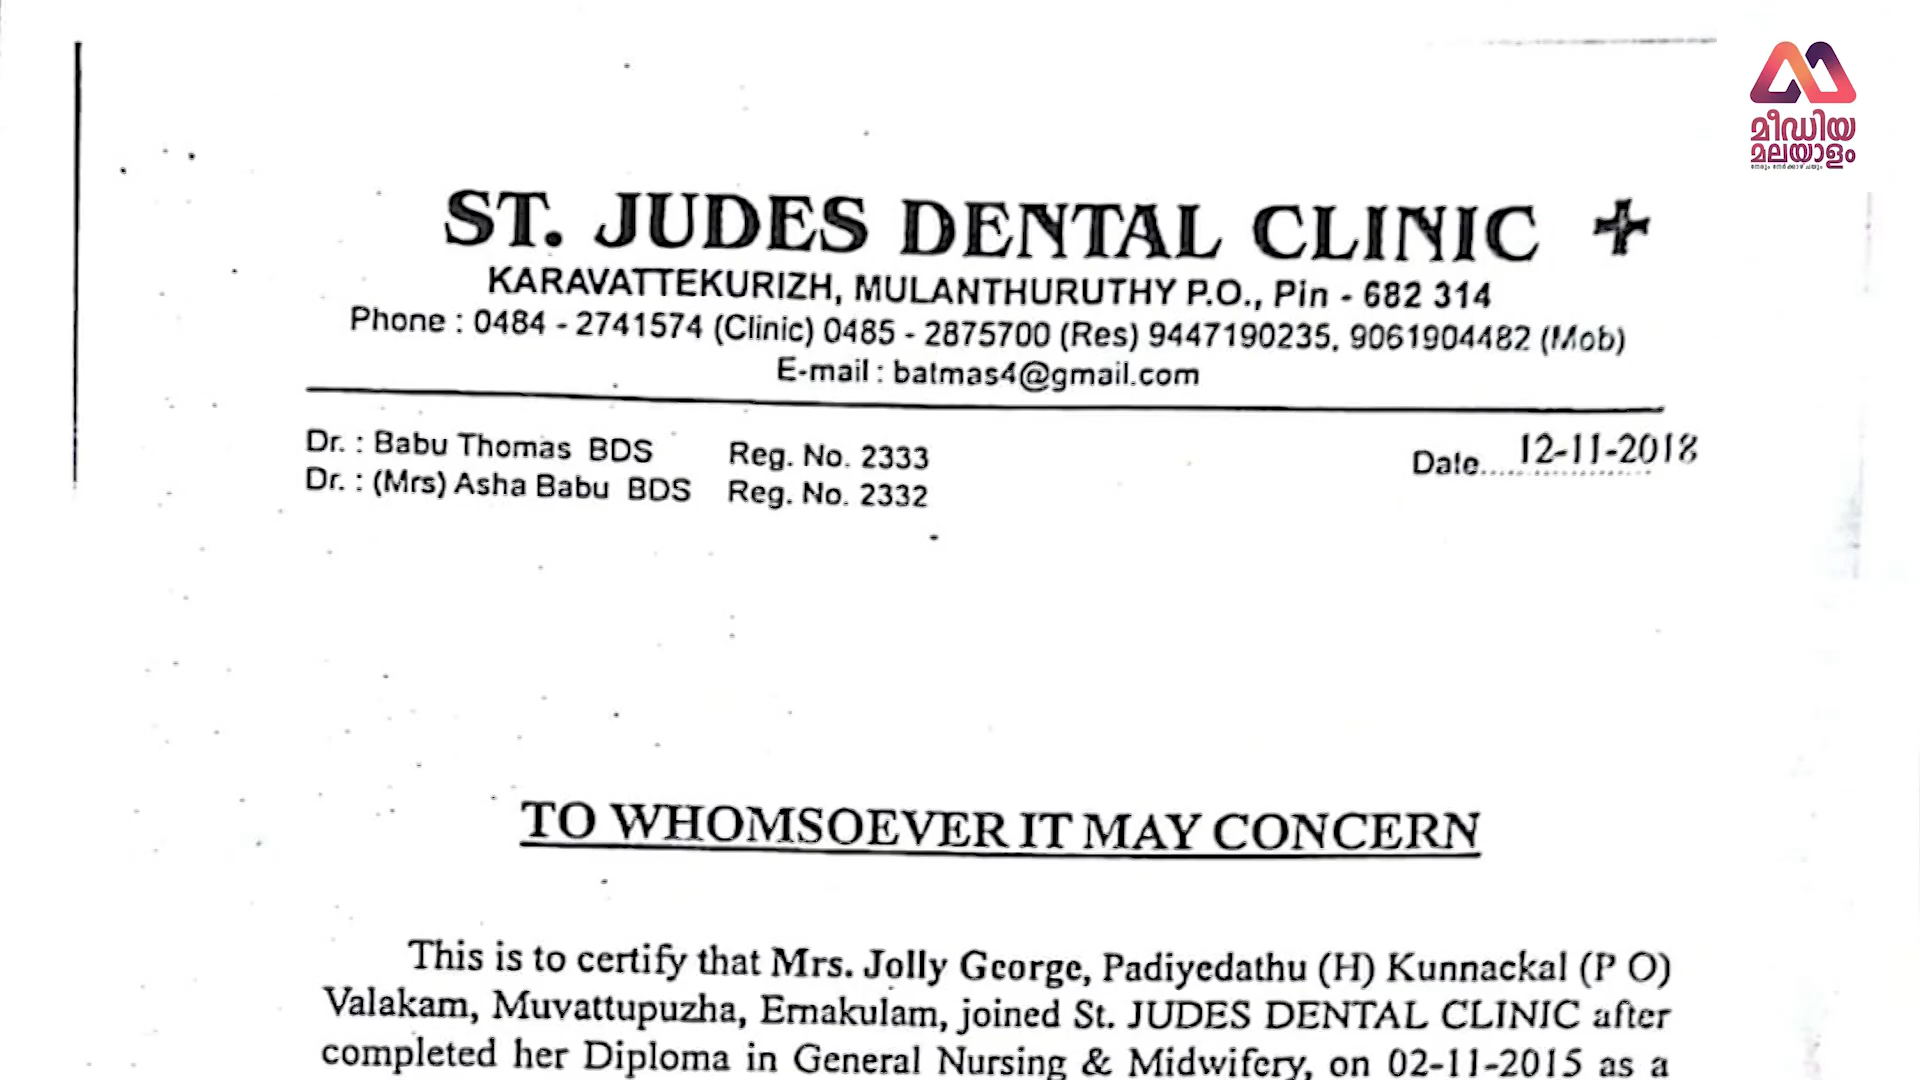 മീഡിയ
മലയാളം
ST. JUDES DENTAL CLINIC
KARAVATTEKURIZH, MULANTHURUTHY P.O., Pin - 682 314
Phone : 0484 - 2741574 (Clinic) 0485 - 2875700 (Res) 9447190235, 9061904482 (Mob)
E-mail : batmas4@gmail.com
Dr. : Babu Thomas BDS Reg. No. 2333 Date 12-11-2018
Dr. : (Mrs) Asha Babu BDS Reg. No. 2332
TO WHOMSOEVER IT MAY CONCERN
This is to certify that Mrs. Jolly George, Padiyedathu (H) Kunnackal (P O)
Valakam, Muvattupuzha, Ernakulam, joined St. JUDES DENTAL CLINIC after
completed her Diploma in General Nursing & Midwifery, on 02-11-2015 as a